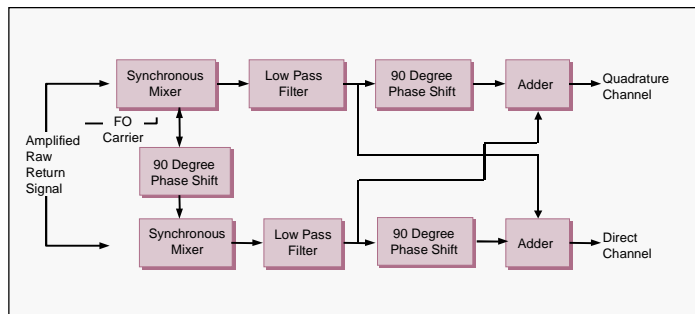 Synchronous
Mixer
Low Pass
Filter
90 Degree
Phase Shift
Adder
Quadrature
Channel
FO
Carrier
Amplified
Raw
Return
Signal
90 Degree
Phase Shift
Synchronous
Mixer
Low Pass
Filter
90 Degree
Phase Shift
Adder
Direct
Channel